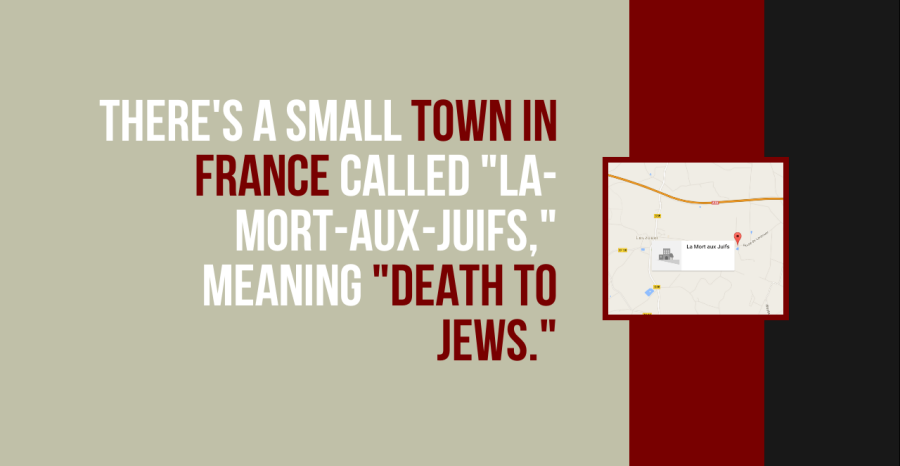 THERE'S A SMALL TOWN IN
FRANCE CALLED "LA-
MORT-AUX-JUIFS,"
MEANING "DEATH TO
JEWS."
La Mort aux Juifs